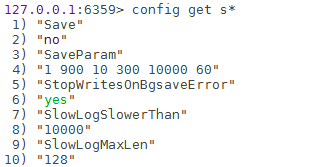 127.0.0.1:6359> config get s*
1) "Save"
2) "no"
3) "SaveParam"
4) "1 900 10 300 10000 60"
5) "StopWritesOnBgsaveError"
6) "yes"
7) "SlowLogSlowerThan"
8) "10000"
9) "SlowLogMaxLen"
10) "128"